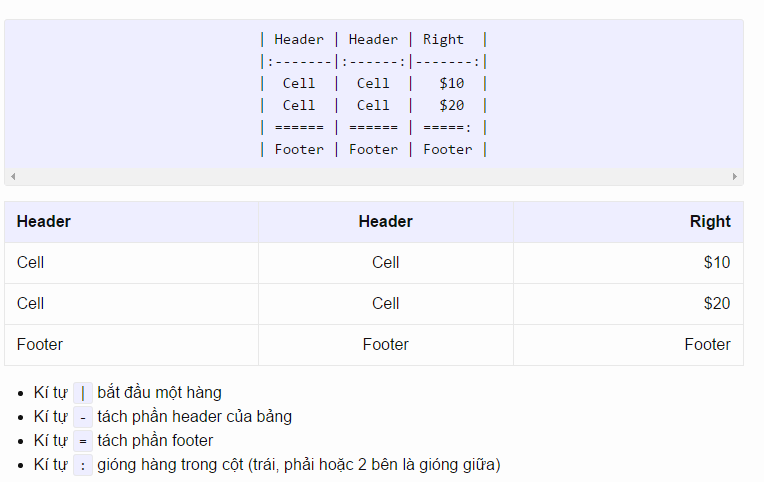 | Header | Header | Right  |
|:-------|:------:|-------:|
|  Cell  |  Cell  |   $10  |
|  Cell  |  Cell  |   $20  |
| ====== | ====== | =====: |
| Footer | Footer | Footer |
Header Header Right
Cell Cell $10
Cell Cell $20
Footer Footer Footer
• Kí tự | bắt đầu một hàng
• Kí tự - tách phần header của bảng
• Kí tự = tách phần footer
• Kí tự : gióng hàng trong cột (trái, phải hoặc 2 bên là gióng giữa)